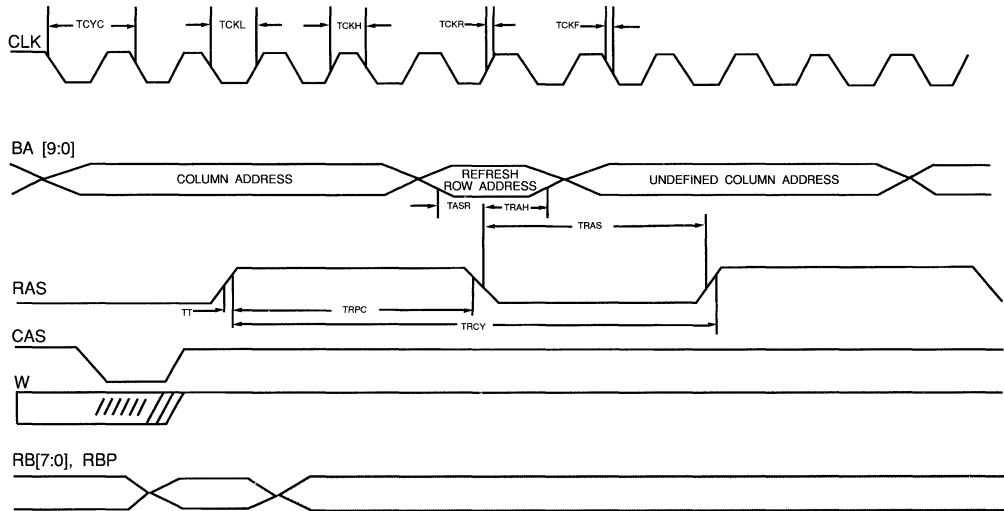 TCYC TCKL TCKH TCKR TCKF
CLK
BA [9:0]
COLUMN ADDRESS
REFRESH
ROW ADDRESS
UNDEFINED COLUMN ADDRESS
TASR TRAH
TRAS
RAS
TT TRPC
TRCY
CAS
W
RB[7:0], RBP